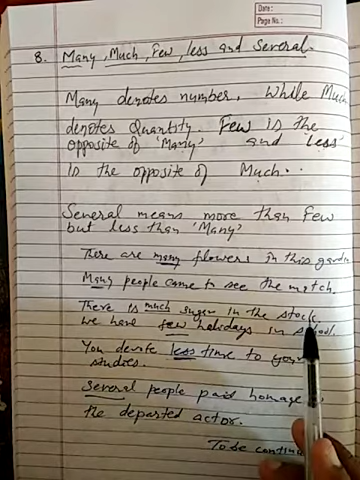 Date:
Page No.:
8. Many, Much, Few, less and Several.
Many denotes number, while Much
denotes Quantity. Few is the
opposite of 'Many' and less'
is the opposite of Much..
Several means more than Few
but less than 'Many'
There are many flowers in this garden
Many people came to see the match.
There is much sugar in the stock.
We have few holidays in school.
You devote less time to your
studies.
Several people paid homage
the departed actor.
To be continu